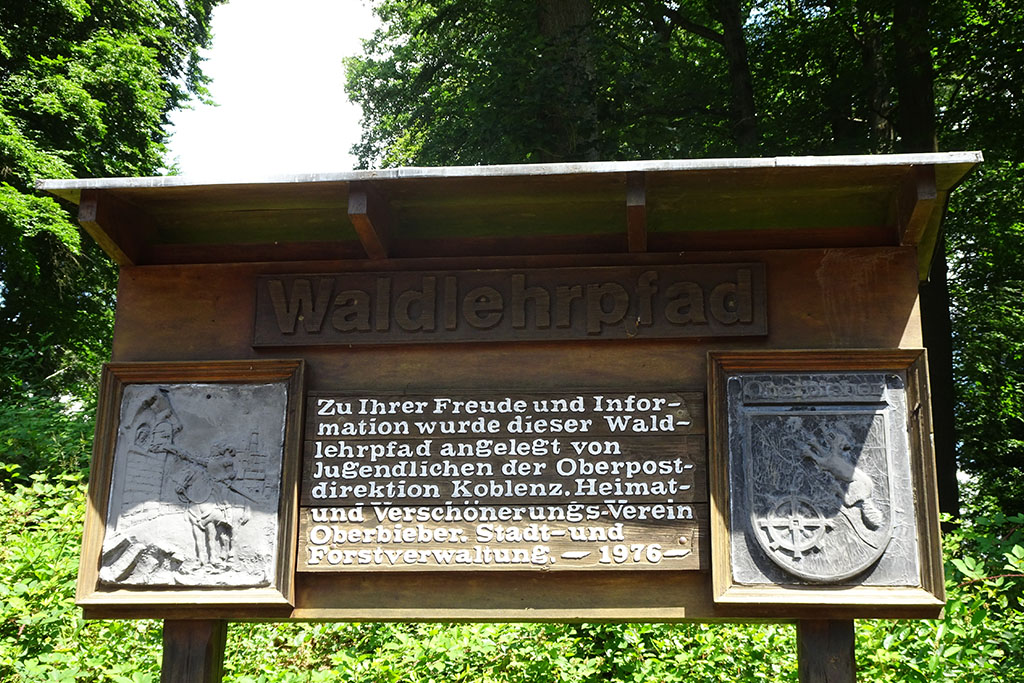 Waldlehrpfad
Zu Ihrer Freude und Infor-
mation wurde dieser Wald-
lehrpfad angelegt von
Jugendlichen der Oberpost-
direktion Koblenz. Heimat-
und Verschönerungs-Verein
Oberbieber. Stadt- und
Forstverwaltung. — 1976 —
Oberbieber